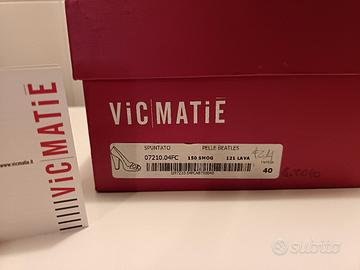 ViC|MATiE
SPUNTATO PELLE BEATLES
07210.04FC 150 SMOG 121 LAVA
40
www.vicmatie.it
ViC|MATiE
subito